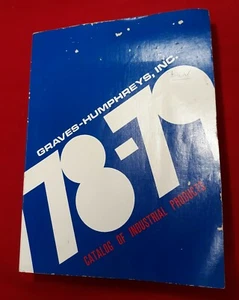 GRAVES-HUMPHREYS, INC.
78-79
CATALOG OF INDUSTRIAL PRODUCTS